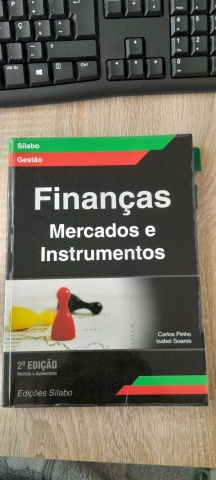 Sílabo
Gestão
Finanças
Mercados e
Instrumentos
Carlos Pinho
Isabel Soares
2ª EDIÇÃO
Revista e Aumentada
Edições Sílabo